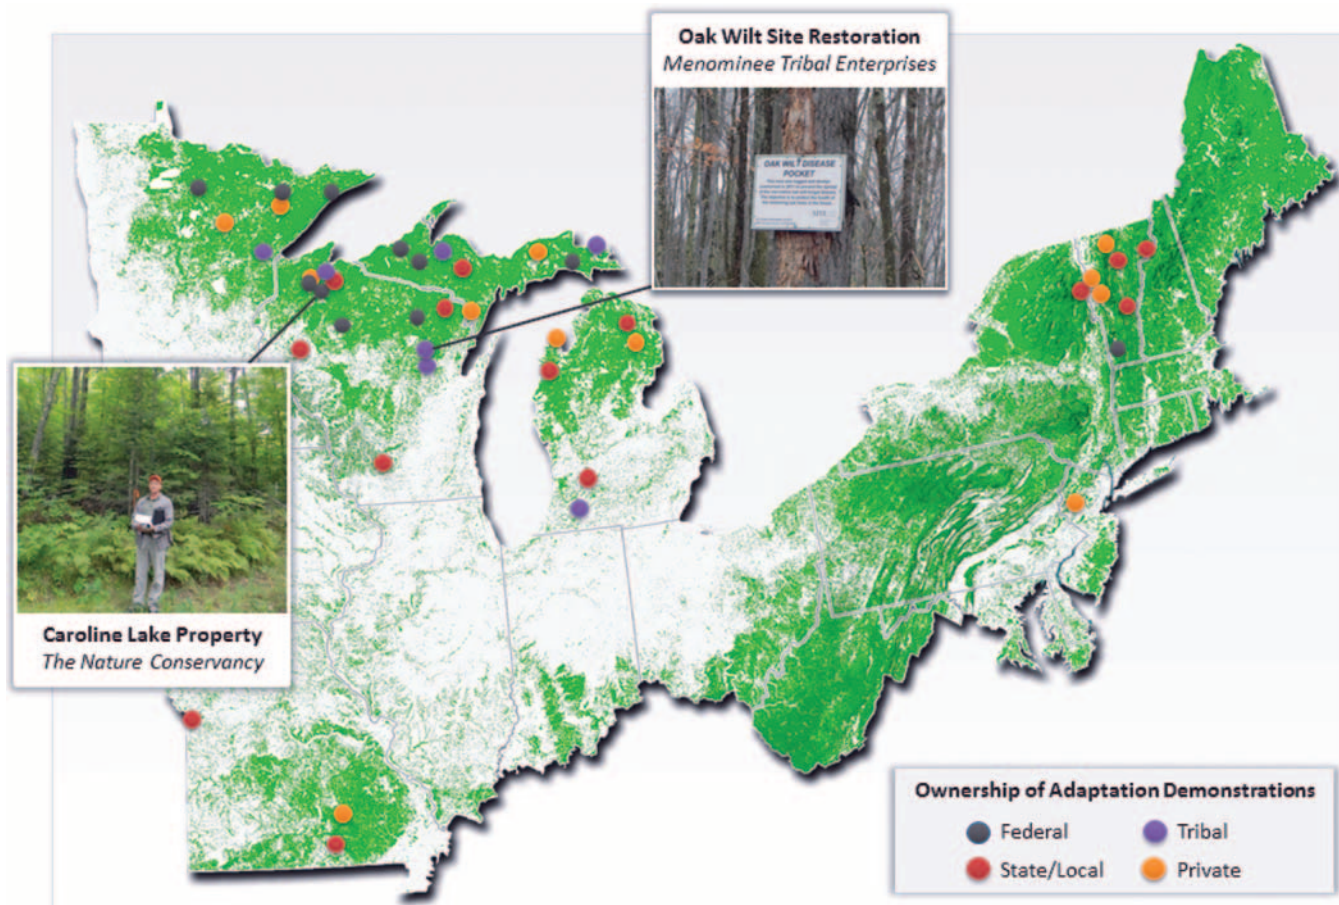 Oak Wilt Site Restoration
Menominee Tribal Enterprises
OAK WILT DISEASE
POCKET
Caroline Lake Property
The Nature Conservancy
Ownership of Adaptation Demonstrations
Federal
Tribal
State/Local
Private